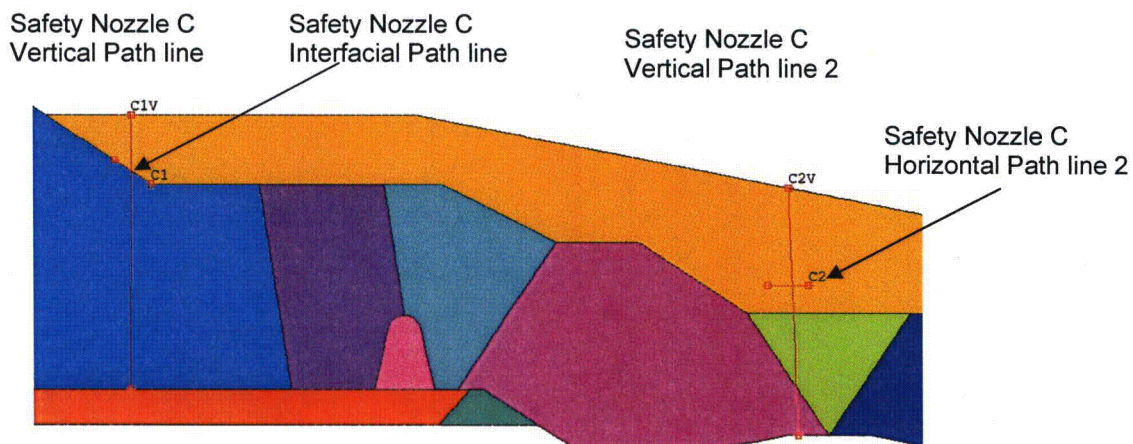 Safety Nozzle C
Vertical Path line
Safety Nozzle C
Interfacial Path line
Safety Nozzle C
Vertical Path line 2
Safety Nozzle C
Horizontal Path line 2
C1V
C1
C2V
C2